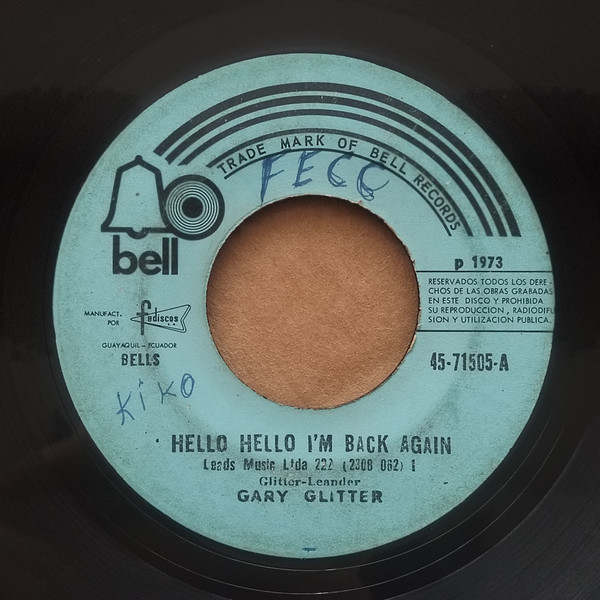 TRADE MARK OF BELL RECORDS
FECC
bell
p 1973
RESERVADOS TODOS LOS DERE-
CHOS DE LAS OBRAS GRABADAS
EN ESTE DISCO Y PROHIBIDA
SU REPRODUCCION, RADIODIFU
SION Y UTILIZACION PUBLICA.
MANUFACT.
POR
fediscos
S.A.
GUAYAQUIL - ECUADOR
BELLS
45-71505-A
KiKO
HELLO HELLO I'M BACK AGAIN
Leeds Music Ltda 222 (2308 062) I
Glitter-Leander
GARY GLITTER